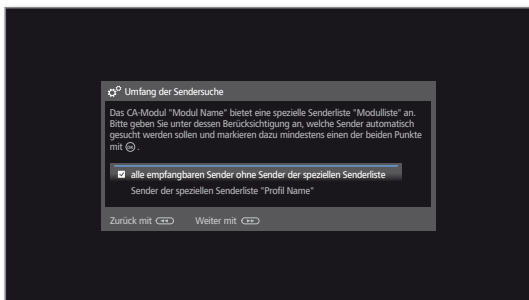 Umfang der Sendersuche
Das CA-Modul "Modul Name" bietet eine spezielle Senderliste "Modulliste" an.
Bitte geben Sie unter dessen Berücksichtigung an, welche Sender automatisch
gesucht werden sollen und markieren dazu mindestens einen der beiden Punkte
mit OK .
alle empfangbaren Sender ohne Sender der speziellen Senderliste
Sender der speziellen Senderliste "Profil Name"
Zurück mit Weiter mit